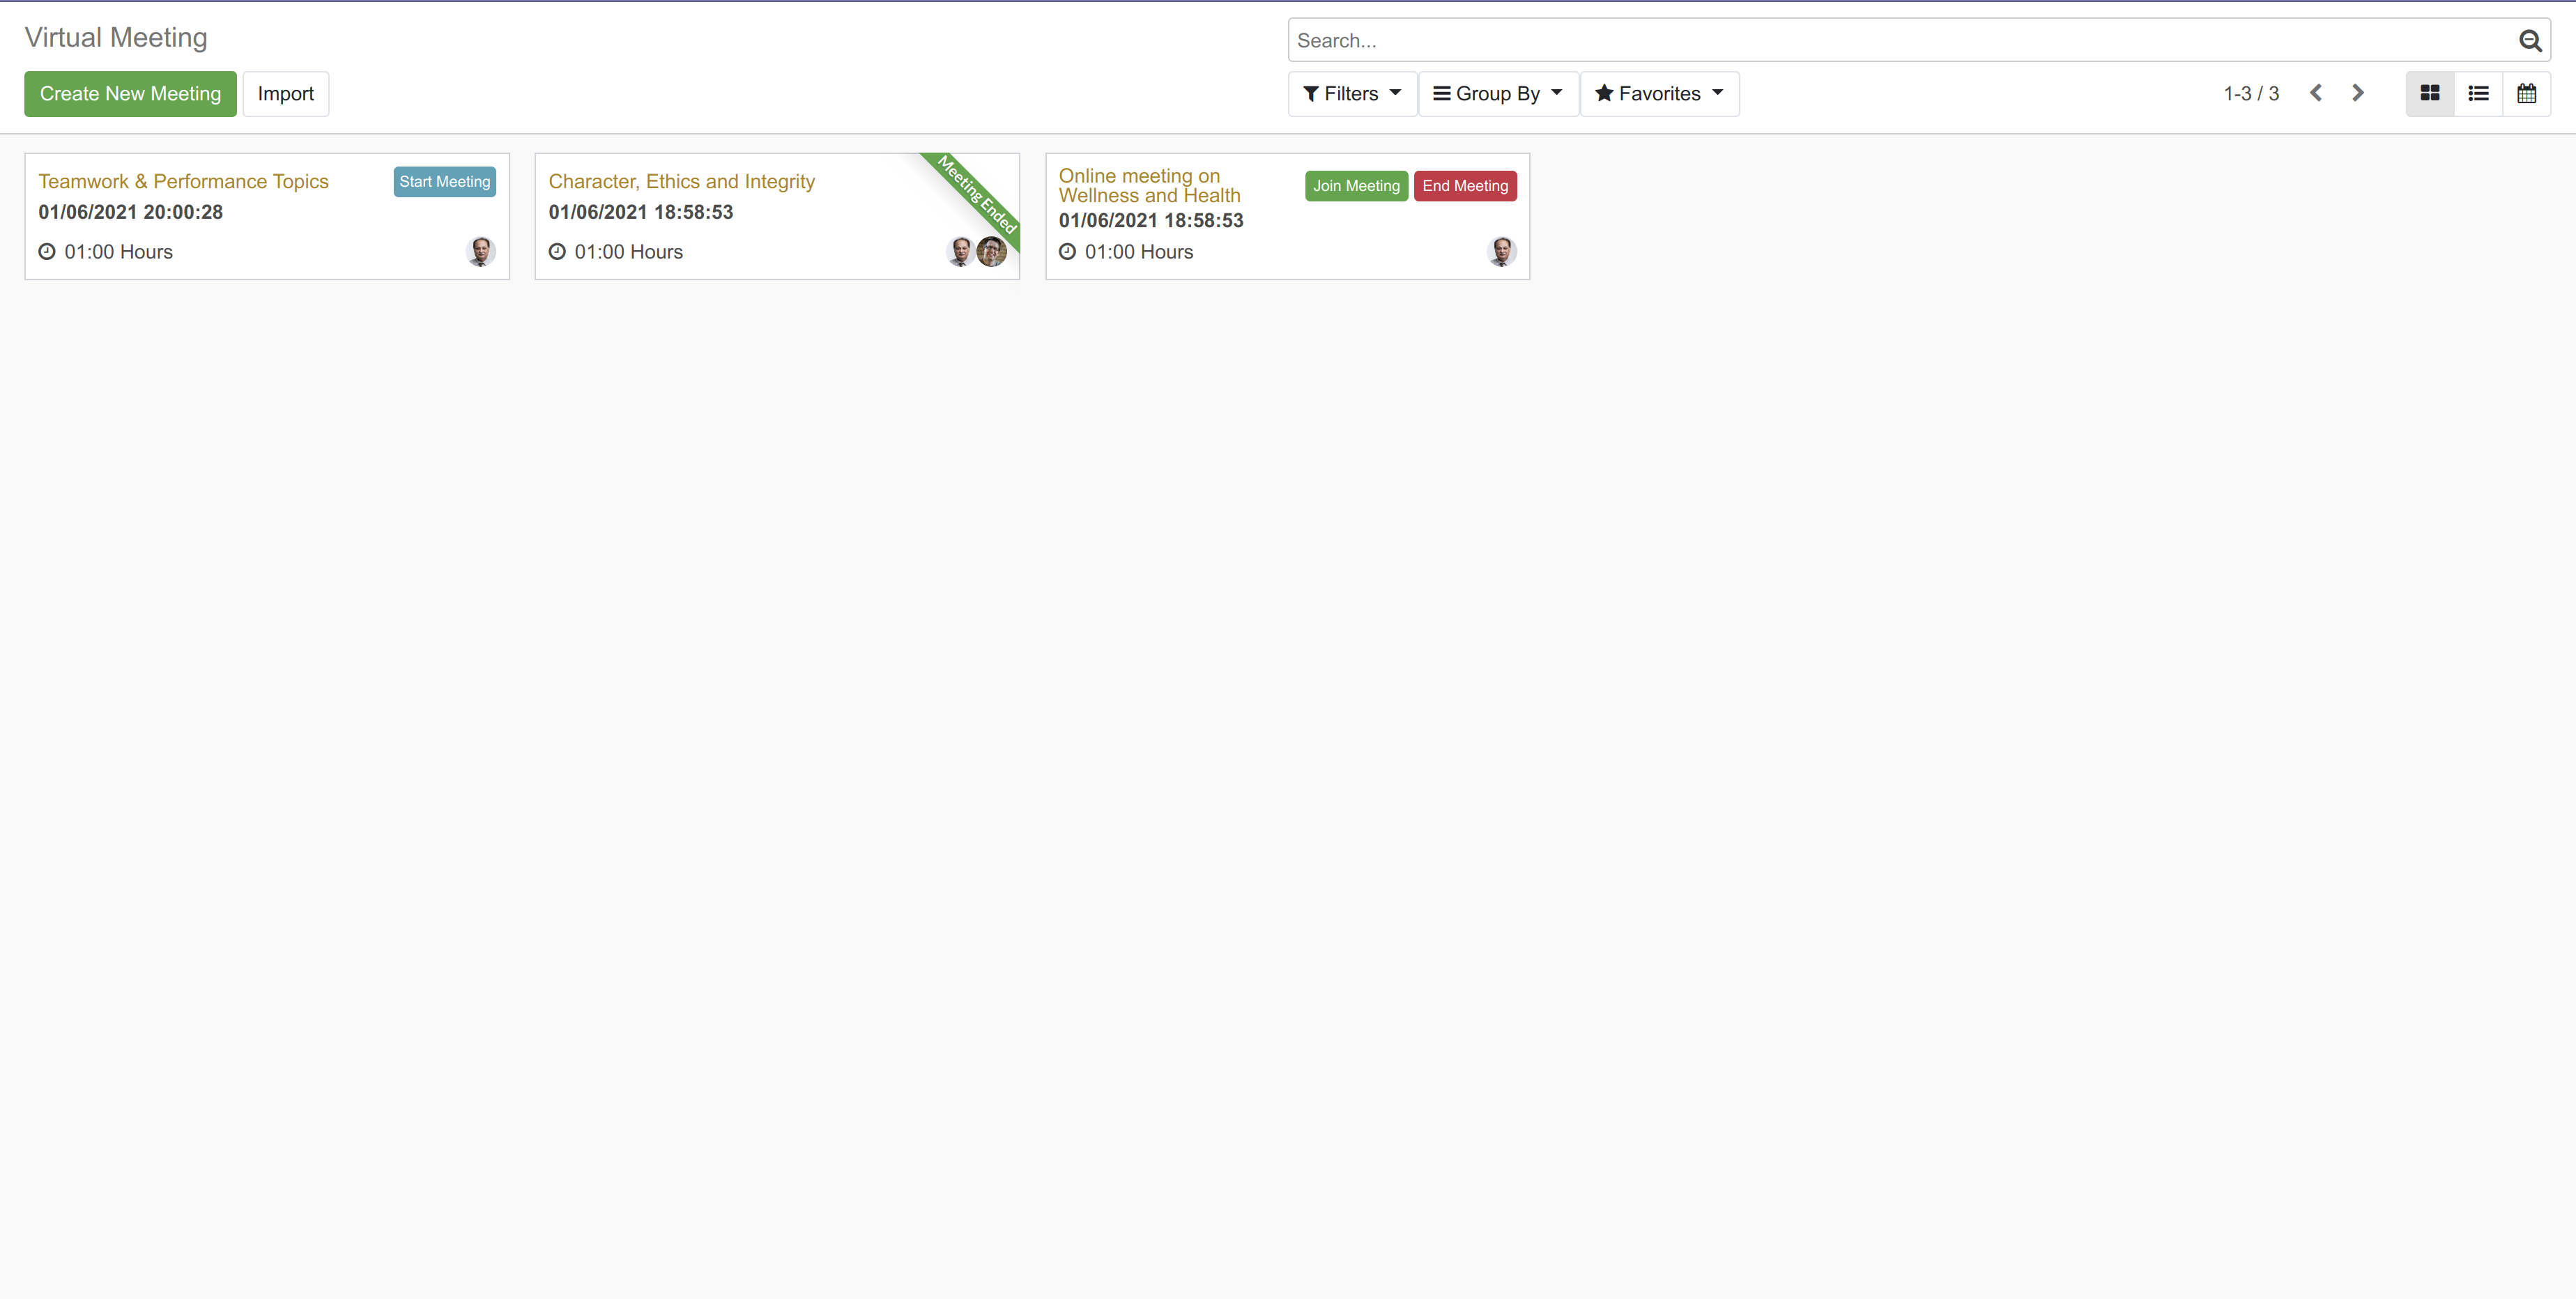 Virtual Meeting
Search...
Create New Meeting
Import
Filters
Group By
Favorites
1-3 / 3
Teamwork & Performance Topics
Start Meeting
01/06/2021 20:00:28
01:00 Hours
Character, Ethics and Integrity
Meeting Ended
01/06/2021 18:58:53
01:00 Hours
Online meeting on
Wellness and Health
Join Meeting
End Meeting
01/06/2021 18:58:53
01:00 Hours